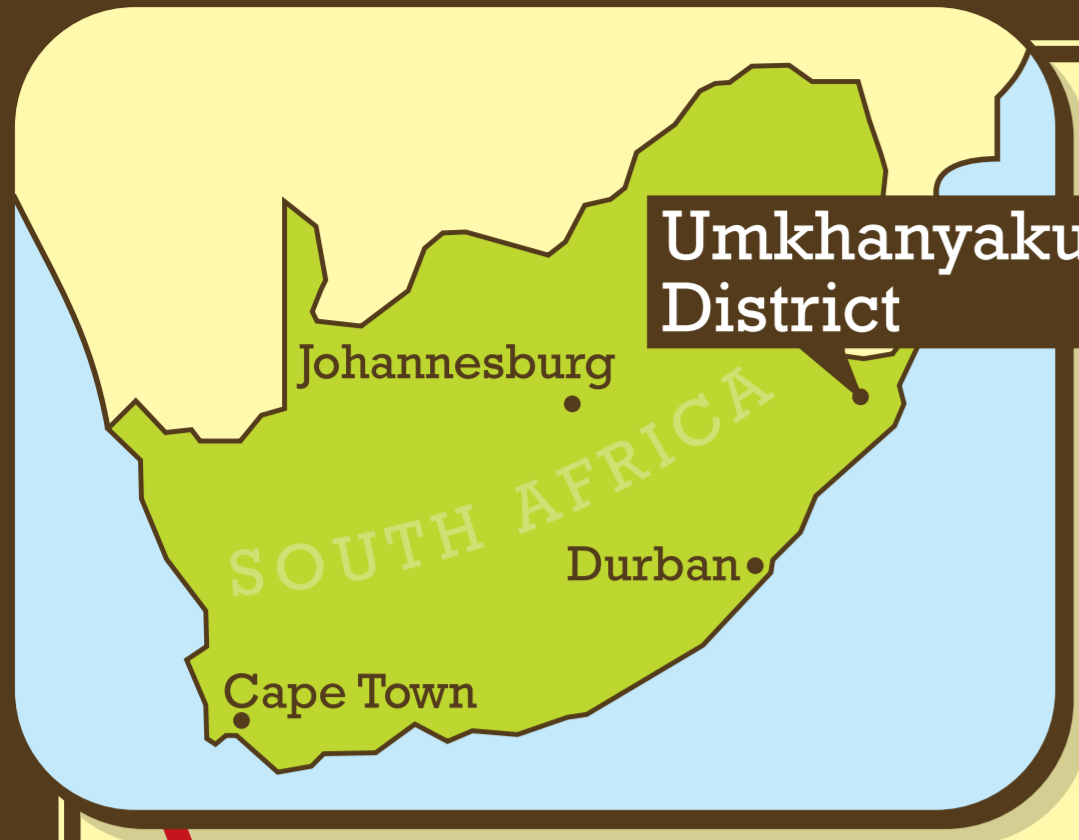 Umkhanyaku
District
Johannesburg
SOUTH AFRICA
Durban
Cape Town